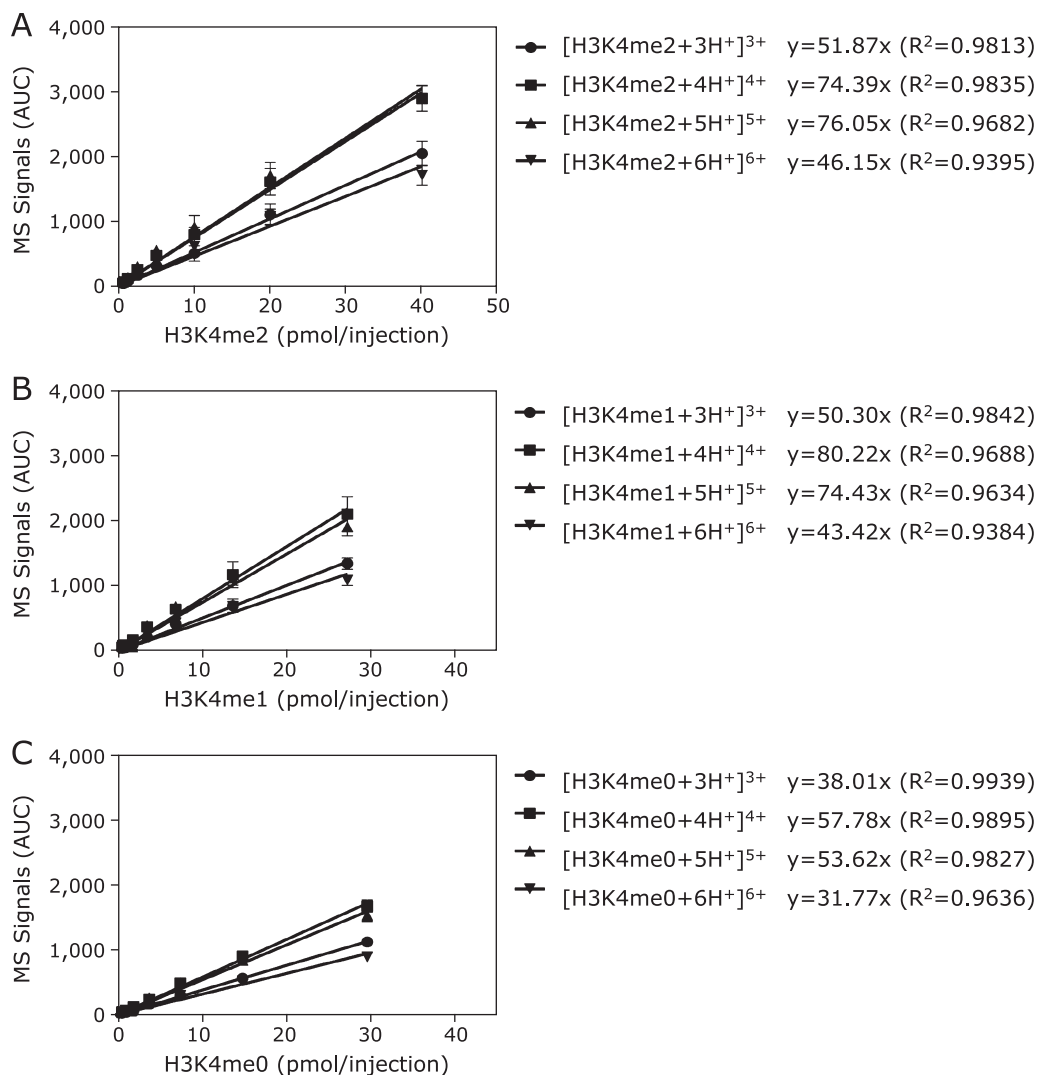 A
MS Signals (AUC)
4,000
3,000
2,000
1,000
0
0 10 20 30 40 50
H3K4me2 (pmol/injection)
[H3K4me2+3H⁺]³⁺ y=51.87x (R²=0.9813)
[H3K4me2+4H⁺]⁴⁺ y=74.39x (R²=0.9835)
[H3K4me2+5H⁺]⁵⁺ y=76.05x (R²=0.9682)
[H3K4me2+6H⁺]⁶⁺ y=46.15x (R²=0.9395)
B
MS Signals (AUC)
4,000
3,000
2,000
1,000
0
0 10 20 30 40
H3K4me1 (pmol/injection)
[H3K4me1+3H⁺]³⁺ y=50.30x (R²=0.9842)
[H3K4me1+4H⁺]⁴⁺ y=80.22x (R²=0.9688)
[H3K4me1+5H⁺]⁵⁺ y=74.43x (R²=0.9634)
[H3K4me1+6H⁺]⁶⁺ y=43.42x (R²=0.9384)
C
MS Signals (AUC)
4,000
3,000
2,000
1,000
0
0 10 20 30 40
H3K4me0 (pmol/injection)
[H3K4me0+3H⁺]³⁺ y=38.01x (R²=0.9939)
[H3K4me0+4H⁺]⁴⁺ y=57.78x (R²=0.9895)
[H3K4me0+5H⁺]⁵⁺ y=53.62x (R²=0.9827)
[H3K4me0+6H⁺]⁶⁺ y=31.77x (R²=0.9636)